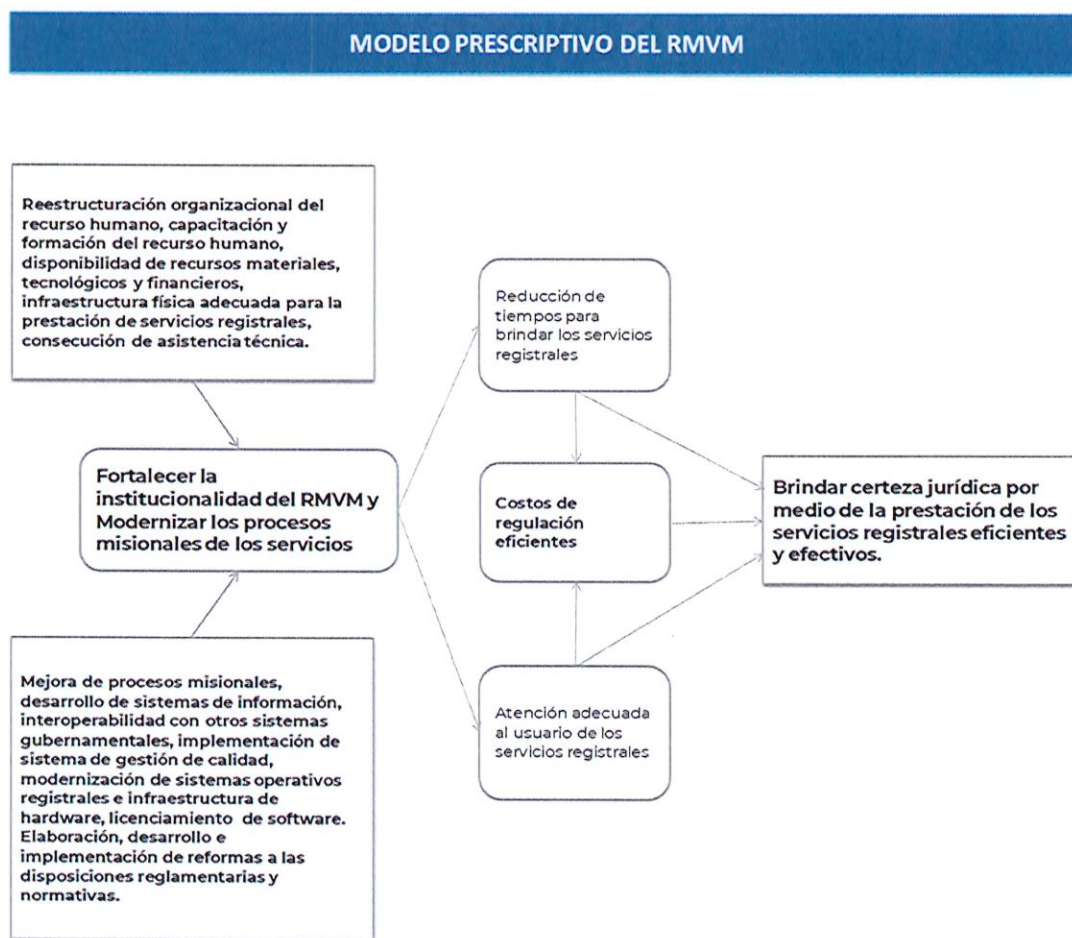 MODELO PRESCRIPTIVO DEL RMVM
Reestructuración organizacional del
recurso humano, capacitación y
formación del recurso humano,
disponibilidad de recursos materiales,
tecnológicos y financieros,
infraestructura física adecuada para la
prestación de servicios registrales,
consecución de asistencia técnica.
Fortalecer la
institucionalidad del RMVM y
Modernizar los procesos
misionales de los servicios
Mejora de procesos misionales,
desarrollo de sistemas de información,
interoperabilidad con otros sistemas
gubernamentales, implementación de
sistema de gestión de calidad,
modernización de sistemas operativos
registrales e infraestructura de
hardware, licenciamiento de software.
Elaboración, desarrollo e
implementación de reformas a las
disposiciones reglamentarias y
normativas.
Reducción de
tiempos para
brindar los servicios
registrales
Costos de
regulación
eficientes
Atención adecuada
al usuario de los
servicios registrales
Brindar certeza jurídica por
medio de la prestación de los
servicios registrales eficientes
y efectivos.